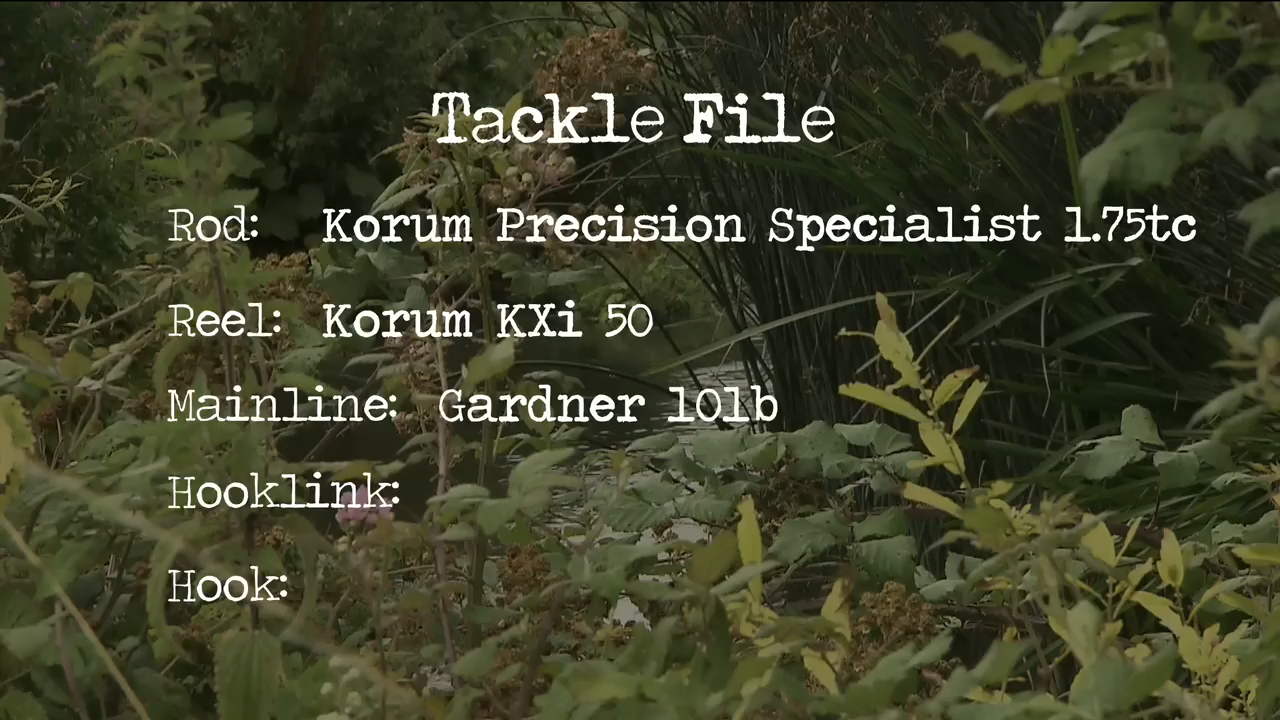 Tackle File
Rod: Korum Precision Specialist 1.75tc
Reel: Korum KXi 50
Mainline: Gardner 10lb
Hooklink:
Hook: